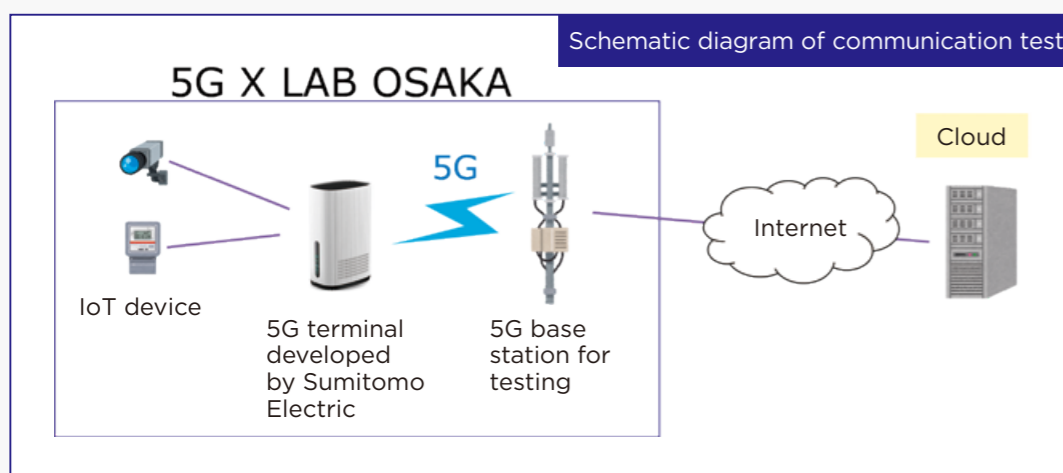 Schematic diagram of communication test
5G X LAB OSAKA
5G
Cloud
Internet
IoT device
5G terminal
developed
by Sumitomo
Electric
5G base
station for
testing